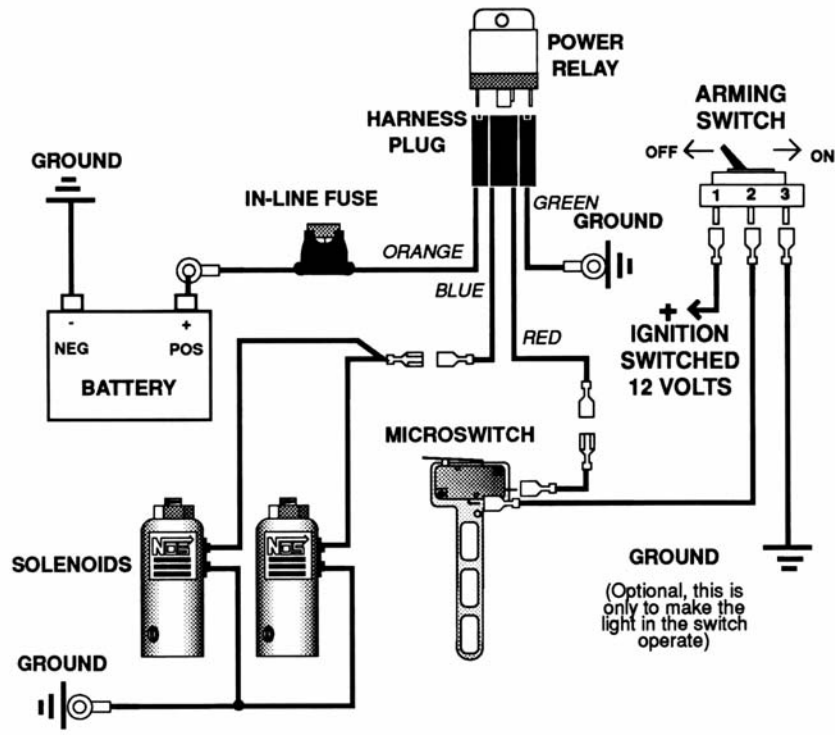 POWER
RELAY
HARNESS
PLUG
ARMING
SWITCH
OFF
ON
1 2 3
GROUND
IN-LINE FUSE
GREEN
GROUND
ORANGE
BLUE
RED
- +
NEG POS
BATTERY
+
IGNITION
SWITCHED
12 VOLTS
MICROSWITCH
NOS
NOS
SOLENOIDS
GROUND
(Optional, this is
only to make the
light in the switch
operate)
GROUND